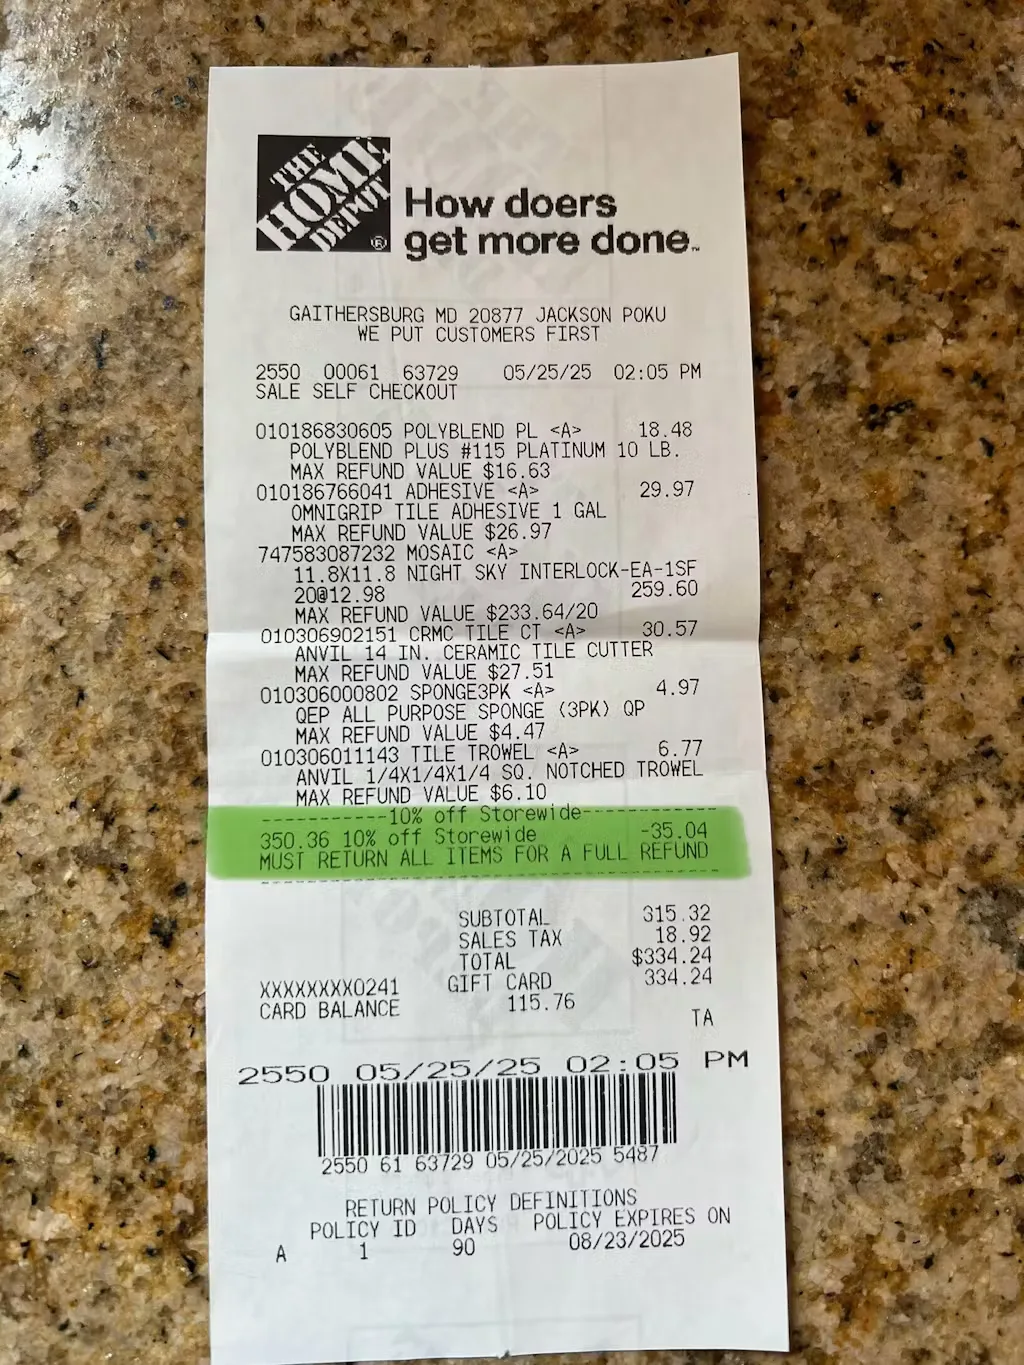 THE
HOME
DEPOT
®
How doers
get more done.™
GAITHERSBURG MD 20877 JACKSON POKU
WE PUT CUSTOMERS FIRST
2550 00061 63729 05/25/25 02:05 PM
SALE SELF CHECKOUT
010186830605 POLYBLEND PL <A> 18.48
POLYBLEND PLUS #115 PLATINUM 10 LB.
MAX REFUND VALUE $16.63
010186766041 ADHESIVE <A> 29.97
OMNIGRIP TILE ADHESIVE 1 GAL
MAX REFUND VALUE $26.97
747583087232 MOSAIC <A>
11.8X11.8 NIGHT SKY INTERLOCK-EA-1SF
20@12.98 259.60
MAX REFUND VALUE $233.64/20
010306902151 CRMC TILE CT <A> 30.57
ANVIL 14 IN. CERAMIC TILE CUTTER
MAX REFUND VALUE $27.51
010306000802 SPONGE3PK <A> 4.97
QEP ALL PURPOSE SPONGE (3PK) QP
MAX REFUND VALUE $4.47
010306011143 TILE TROWEL <A> 6.77
ANVIL 1/4X1/4X1/4 SQ. NOTCHED TROWEL
MAX REFUND VALUE $6.10
------------10% off Storewide-------------
350.36 10% off Storewide -35.04
MUST RETURN ALL ITEMS FOR A FULL REFUND
------------------------------------------
SUBTOTAL 315.32
SALES TAX 18.92
TOTAL $334.24
XXXXXXXX0241 GIFT CARD 334.24
CARD BALANCE 115.76
TA
2550 05/25/25 02:05 PM
2550 61 63729 05/25/2025 5487
RETURN POLICY DEFINITIONS
POLICY ID DAYS POLICY EXPIRES ON
A 1 90 08/23/2025